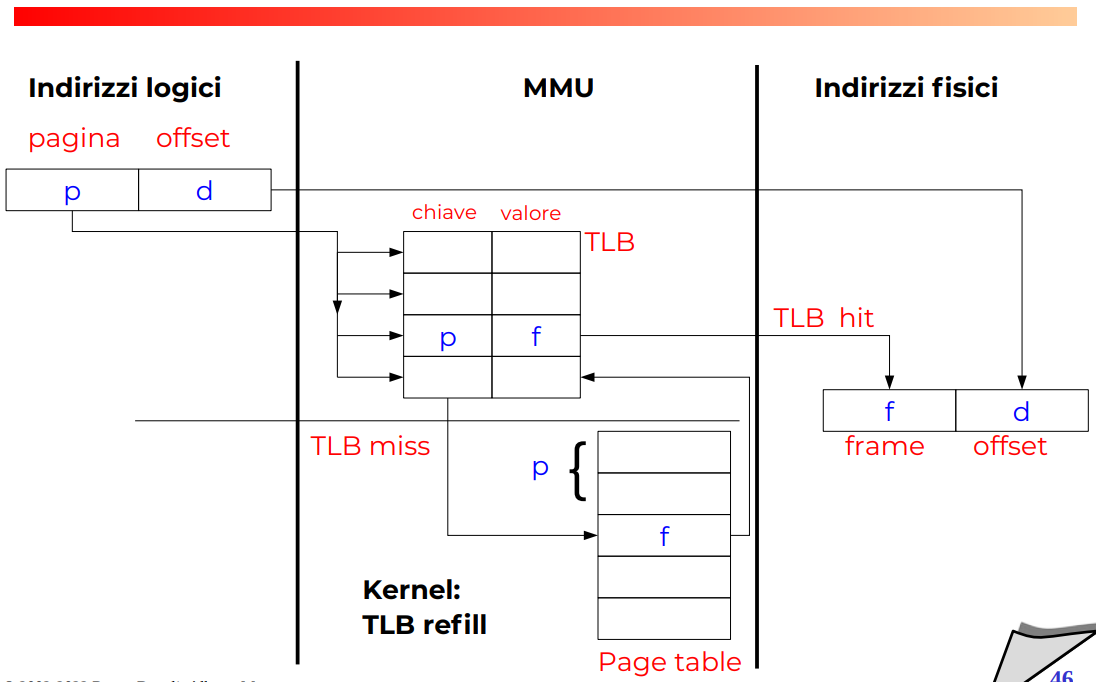 Indirizzi logici
MMU
Indirizzi fisici
pagina offset
p d
chiave valore
TLB
p f
TLB hit
f d
frame offset
TLB miss
p {
f
Kernel:
TLB refill
Page table
46